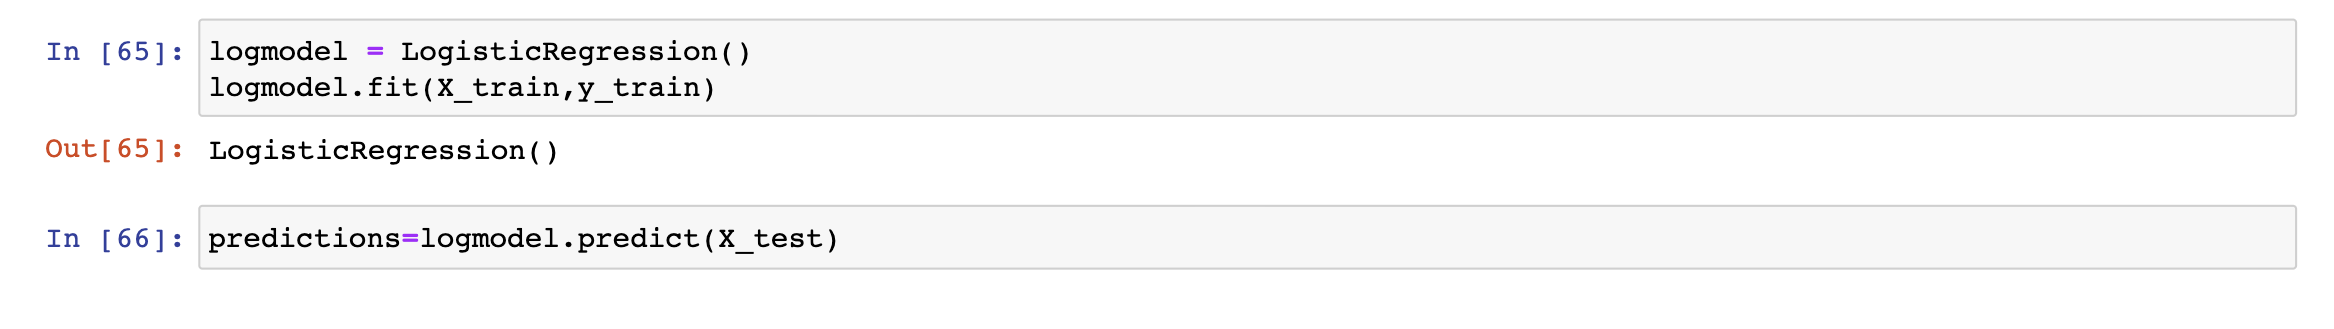 In [65]: logmodel = LogisticRegression()
logmodel.fit(X_train,y_train)
Out[65]: LogisticRegression()
In [66]: predictions=logmodel.predict(X_test)